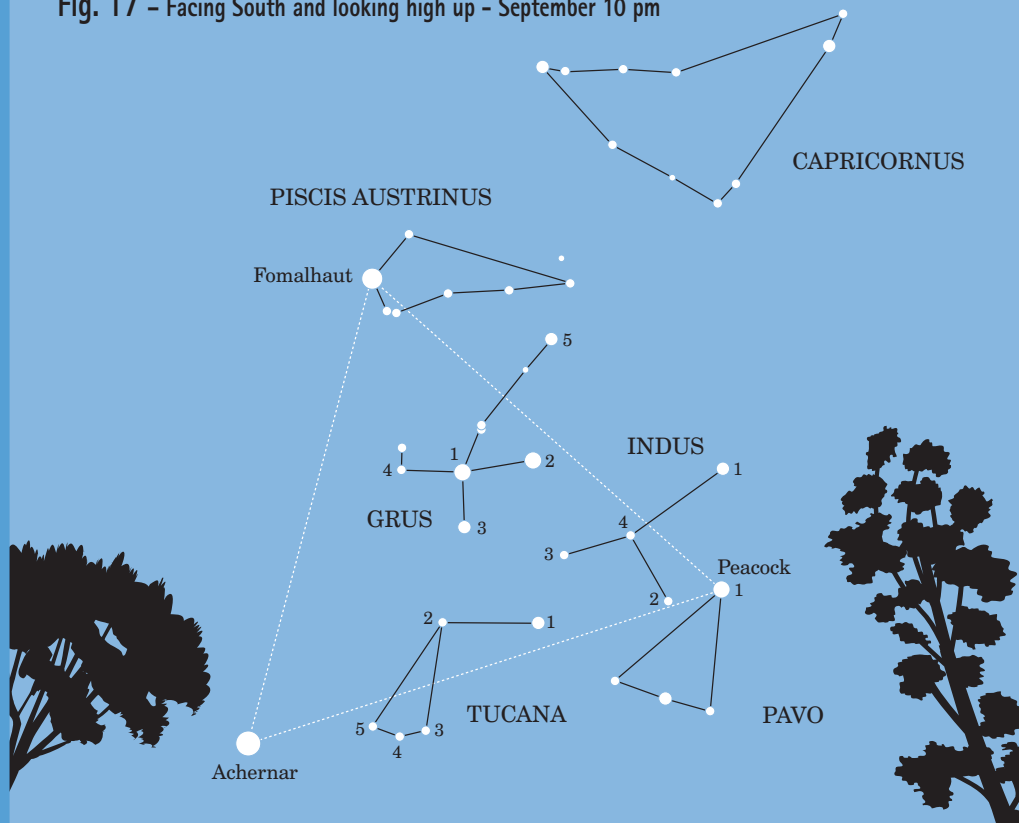 Fig. 17 – Facing South and looking high up - September 10 pm
CAPRICORNUS
PISCIS AUSTRINUS
Fomalhaut
5
INDUS
1
2
1
4
GRUS
3
4
3
Peacock
1
2
2
1
TUCANA
PAVO
5
3
4
Achernar